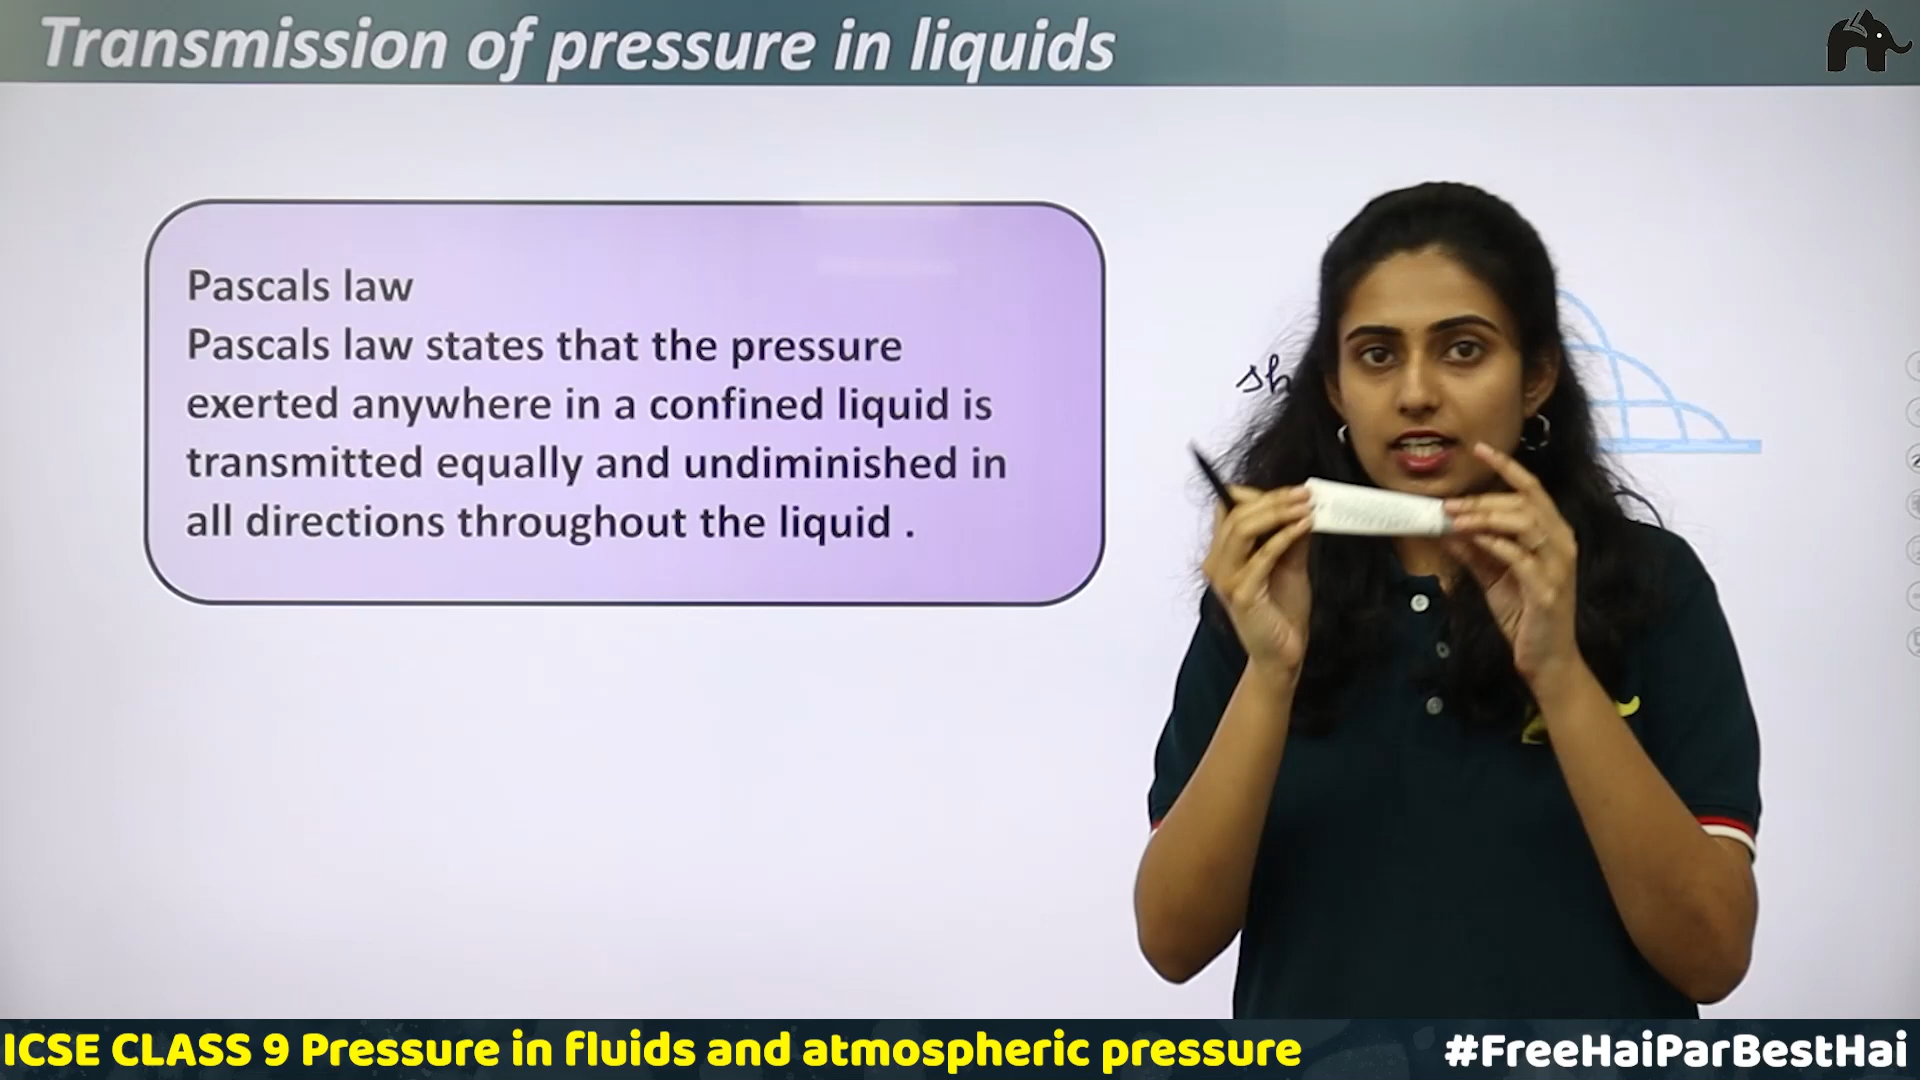 Transmission of pressure in liquids
Pascals law
Pascals law states that the pressure
exerted anywhere in a confined liquid is
transmitted equally and undiminished in
all directions throughout the liquid .
sh
ICSE CLASS 9 Pressure in fluids and atmospheric pressure
#FreeHaiParBestHai